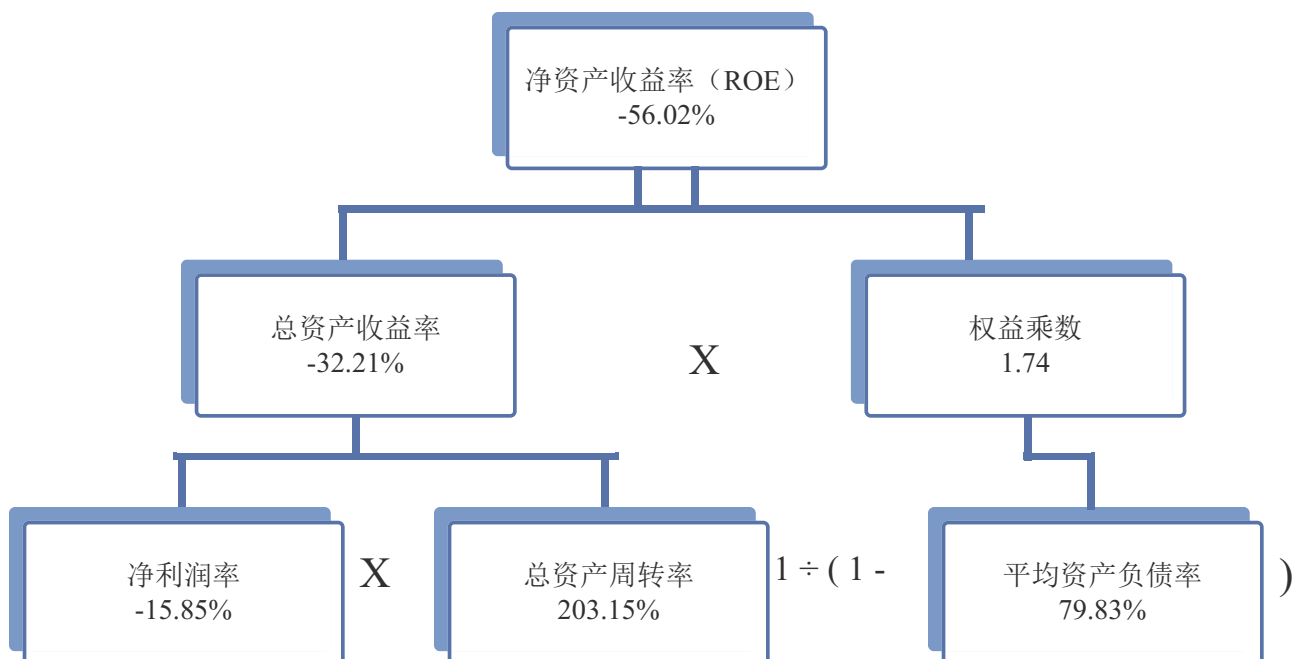 净资产收益率（ROE）
-56.02%
总资产收益率
-32.21%
X
权益乘数
1.74
净利润率
-15.85%
X
总资产周转率
203.15%
1 ÷ ( 1 -
平均资产负债率
79.83%
)